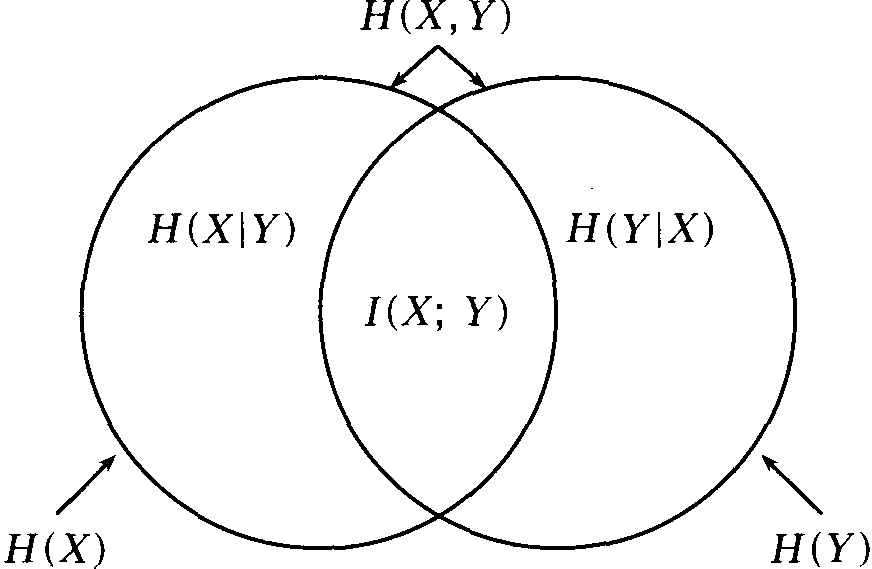 H(X, Y)
H(X|Y)
H(Y|X)
I(X; Y)
H(X)
H(Y)